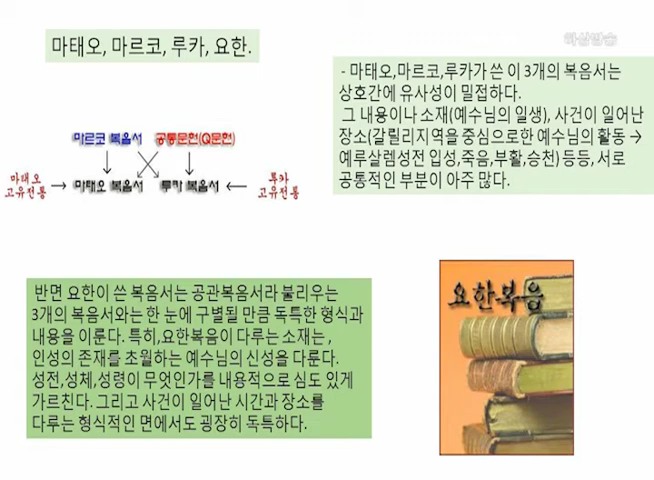 하상방송
마태오, 마르코, 루카, 요한.
- 마태오,마르코,루카가 쓴 이 3개의 복음서는
상호간에 유사성이 밀접하다.
그 내용이나 소재(예수님의 일생), 사건이 일어난
장소(갈릴리지역을 중심으로한 예수님의 활동 →
예루살렘성전 입성,죽음,부활,승천) 등등, 서로
공통적인 부분이 아주 많다.
마르코 복음서 공통문헌(Q문헌)
마태오
고유전통
마태오 복음서 루카 복음서
루카
고유전통
반면 요한이 쓴 복음서는 공관복음서라 불리우는
3개의 복음서와는 한 눈에 구별될 만큼 독특한 형식과
내용을 이룬다. 특히,요한복음이 다루는 소재는 ,
인성의 존재를 초월하는 예수님의 신성을 다룬다.
성전,성체,성령이 무엇인가를 내용적으로 심도 있게
가르친다. 그리고 사건이 일어난 시간과 장소를
다루는 형식적인 면에서도 굉장히 독특하다.
요한복음